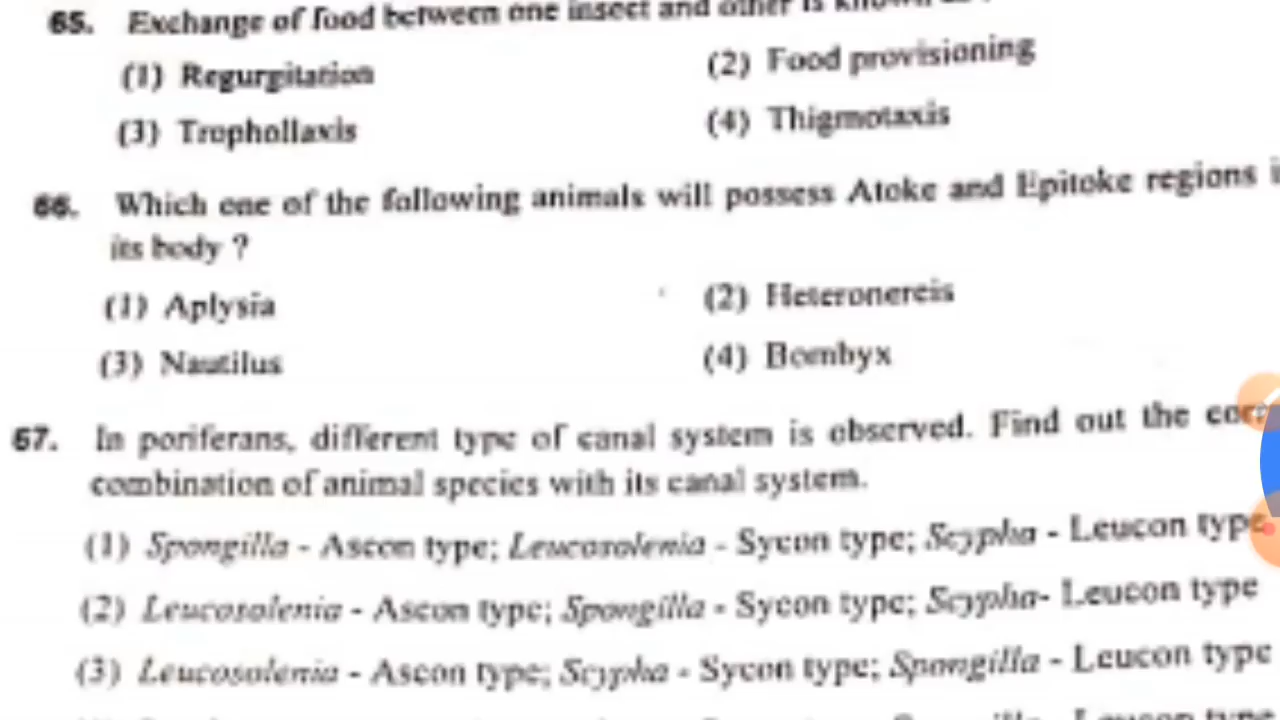 65. Exchange of food between one insect and other is known as ?
(1) Regurgitation (2) Food provisioning
(3) Trophollaxis (4) Thigmotaxis
66. Which one of the following animals will possess Atoke and Epitoke regions i
its body ?
(1) Aplysia (2) Heteronereis
(3) Nautilus (4) Bombyx
67. In poriferans, different type of canal system is observed. Find out the corr
combination of animal species with its canal system.
(1) Spongilla - Ascon type; Leucosolenia - Sycon type; Scypha - Leucon type
(2) Leucosolenia - Ascon type; Spongilla - Sycon type; Scypha- Leucon type
(3) Leucosolenia - Ascon type; Scypha - Sycon type; Spongilla - Leucon type